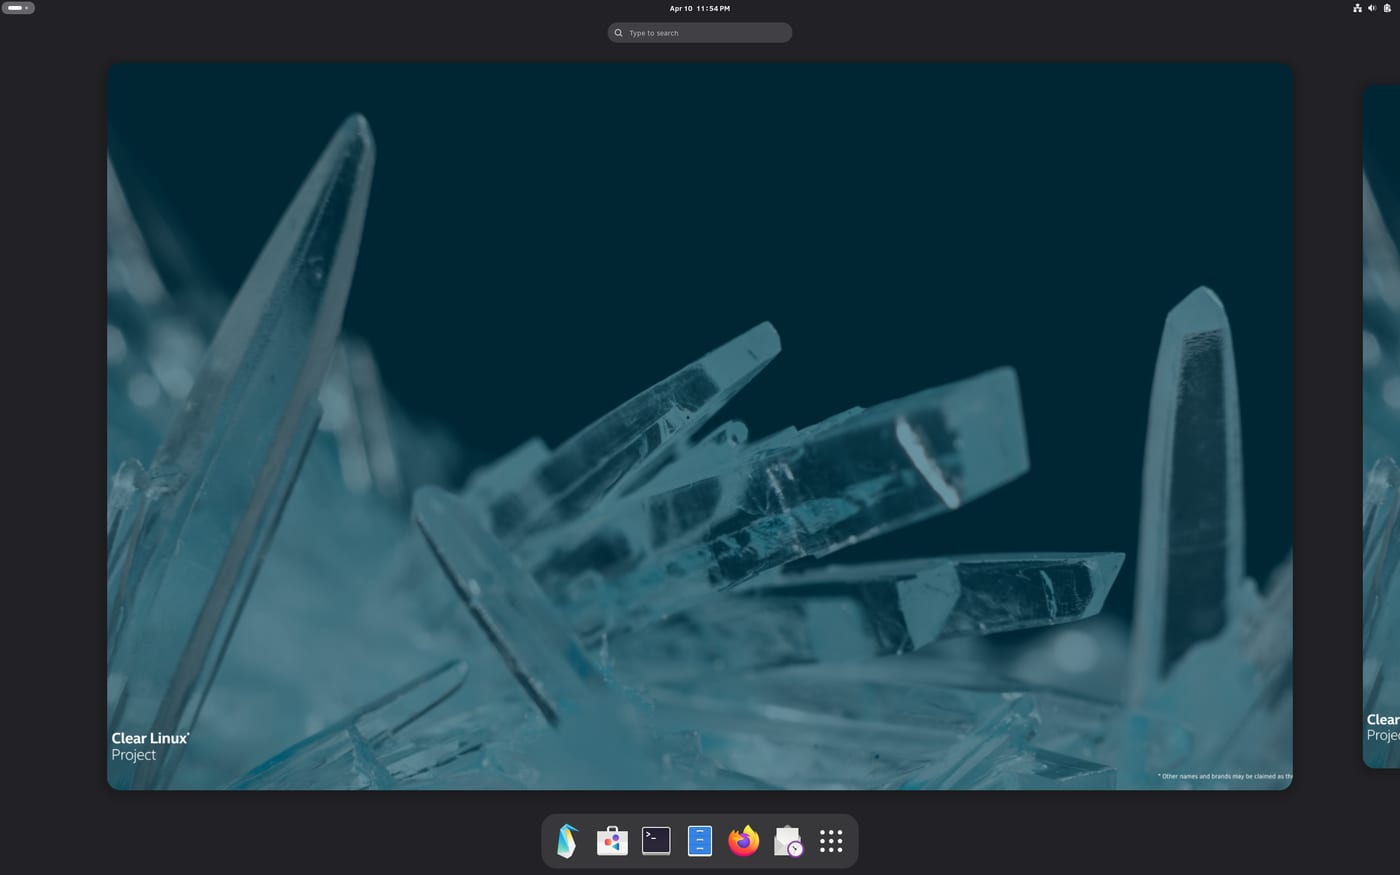 Apr 10 11:54 PM
Type to search
Clear Linux*
Project
Clear
Projec
* Other names and brands may be claimed as th
>_